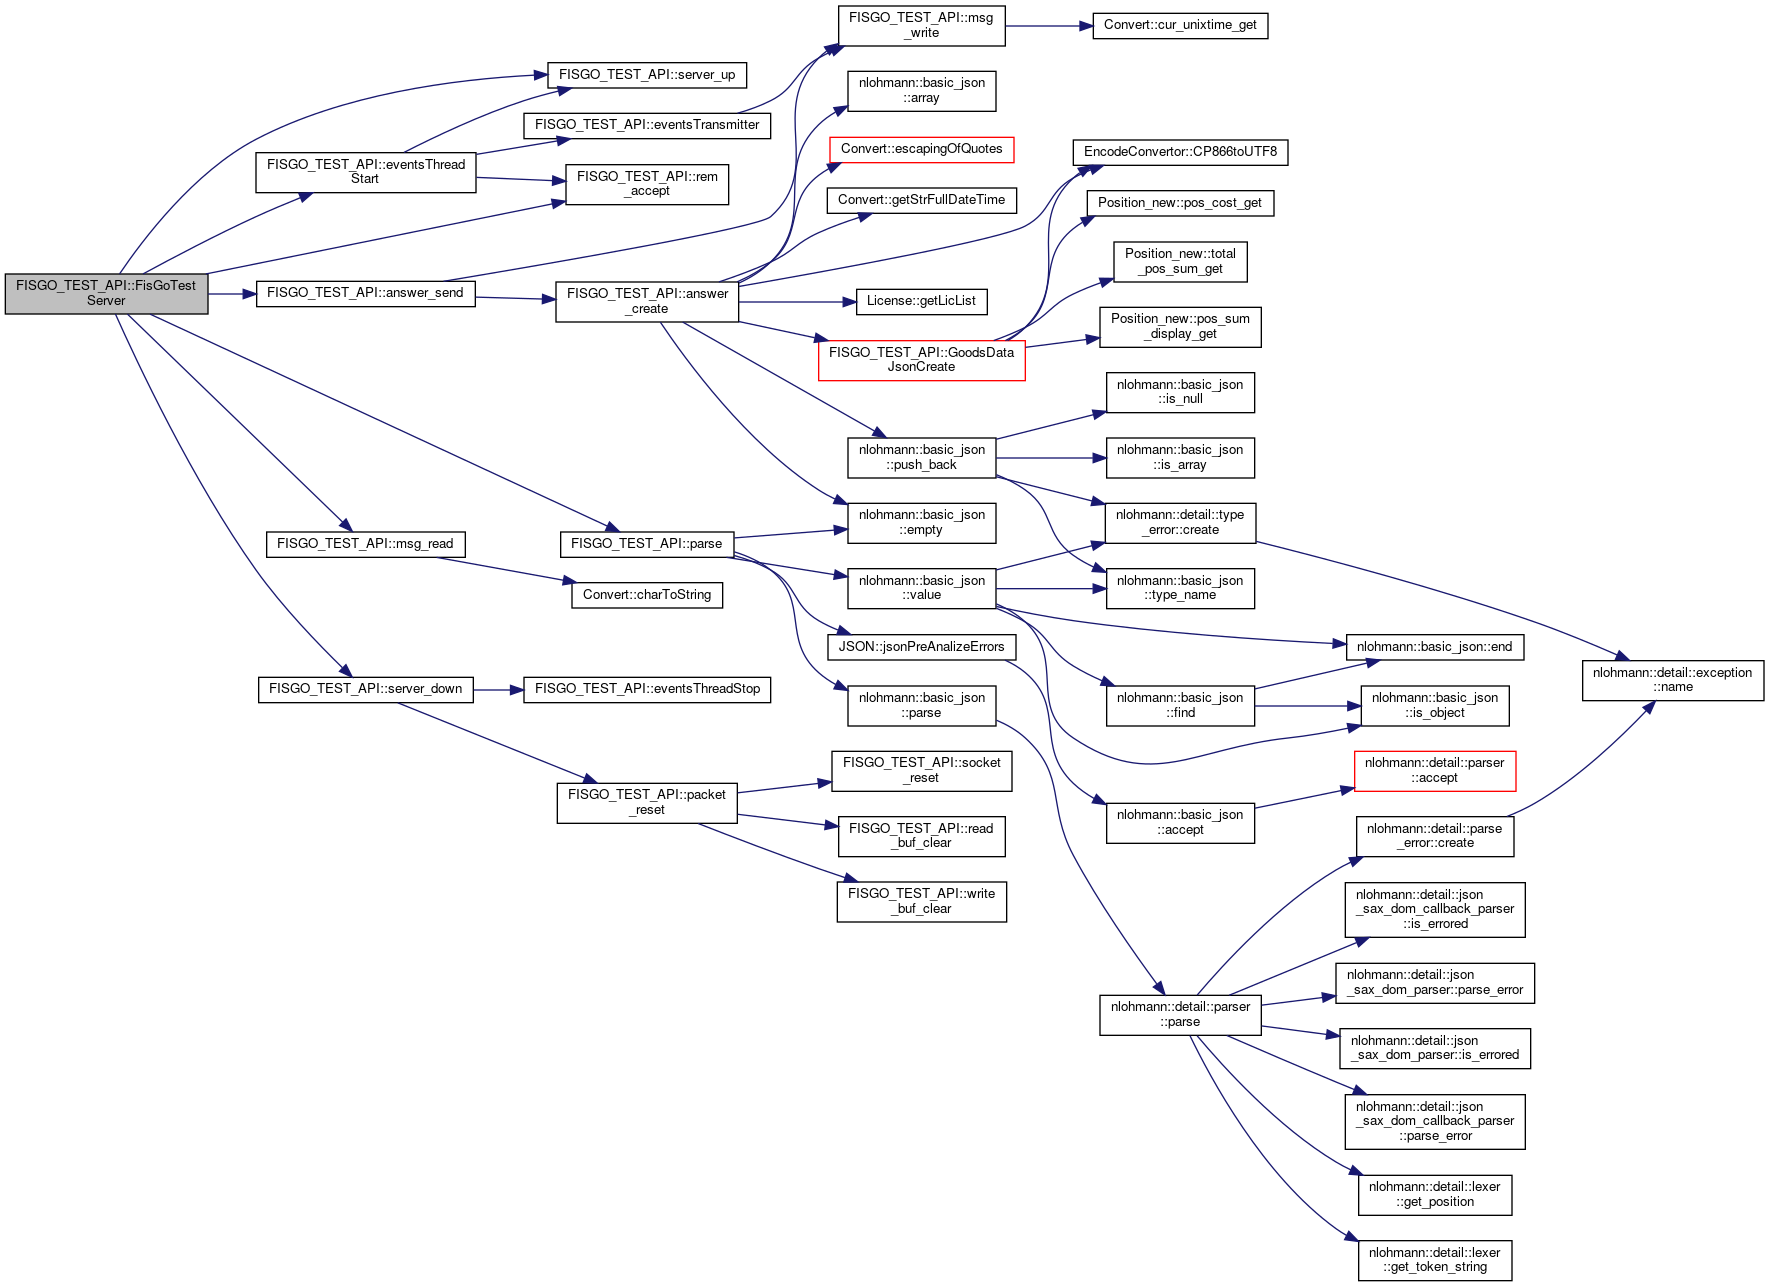 FISGO_TEST_API::FisGoTest
Server
FISGO_TEST_API::server_up
FISGO_TEST_API::eventsThread
Start
FISGO_TEST_API::eventsTransmitter
FISGO_TEST_API::rem
_accept
FISGO_TEST_API::answer_send
FISGO_TEST_API::msg_read
FISGO_TEST_API::server_down
FISGO_TEST_API::answer
_create
FISGO_TEST_API::parse
Convert::charToString
FISGO_TEST_API::eventsThreadStop
FISGO_TEST_API::packet
_reset
FISGO_TEST_API::msg
_write
nlohmann::basic_json
::array
Convert::escapingOfQuotes
Convert::getStrFullDateTime
License::getLicList
FISGO_TEST_API::GoodsData
JsonCreate
nlohmann::basic_json
::push_back
nlohmann::basic_json
::empty
nlohmann::basic_json
::value
JSON::jsonPreAnalizeErrors
nlohmann::basic_json
::parse
FISGO_TEST_API::socket
_reset
FISGO_TEST_API::read
_buf_clear
FISGO_TEST_API::write
_buf_clear
Convert::cur_unixtime_get
EncodeConvertor::CP866toUTF8
Position_new::pos_cost_get
Position_new::total
_pos_sum_get
Position_new::pos_sum
_display_get
nlohmann::basic_json
::is_null
nlohmann::basic_json
::is_array
nlohmann::detail::type
_error::create
nlohmann::basic_json
::type_name
nlohmann::basic_json
::find
nlohmann::basic_json
::accept
nlohmann::detail::parser
::parse
nlohmann::basic_json::end
nlohmann::basic_json
::is_object
nlohmann::detail::parser
::accept
nlohmann::detail::parse
_error::create
nlohmann::detail::json
_sax_dom_callback_parser
::is_errored
nlohmann::detail::json
_sax_dom_parser::parse_error
nlohmann::detail::json
_sax_dom_parser::is_errored
nlohmann::detail::json
_sax_dom_callback_parser
::parse_error
nlohmann::detail::lexer
::get_position
nlohmann::detail::lexer
::get_token_string
nlohmann::detail::exception
::name